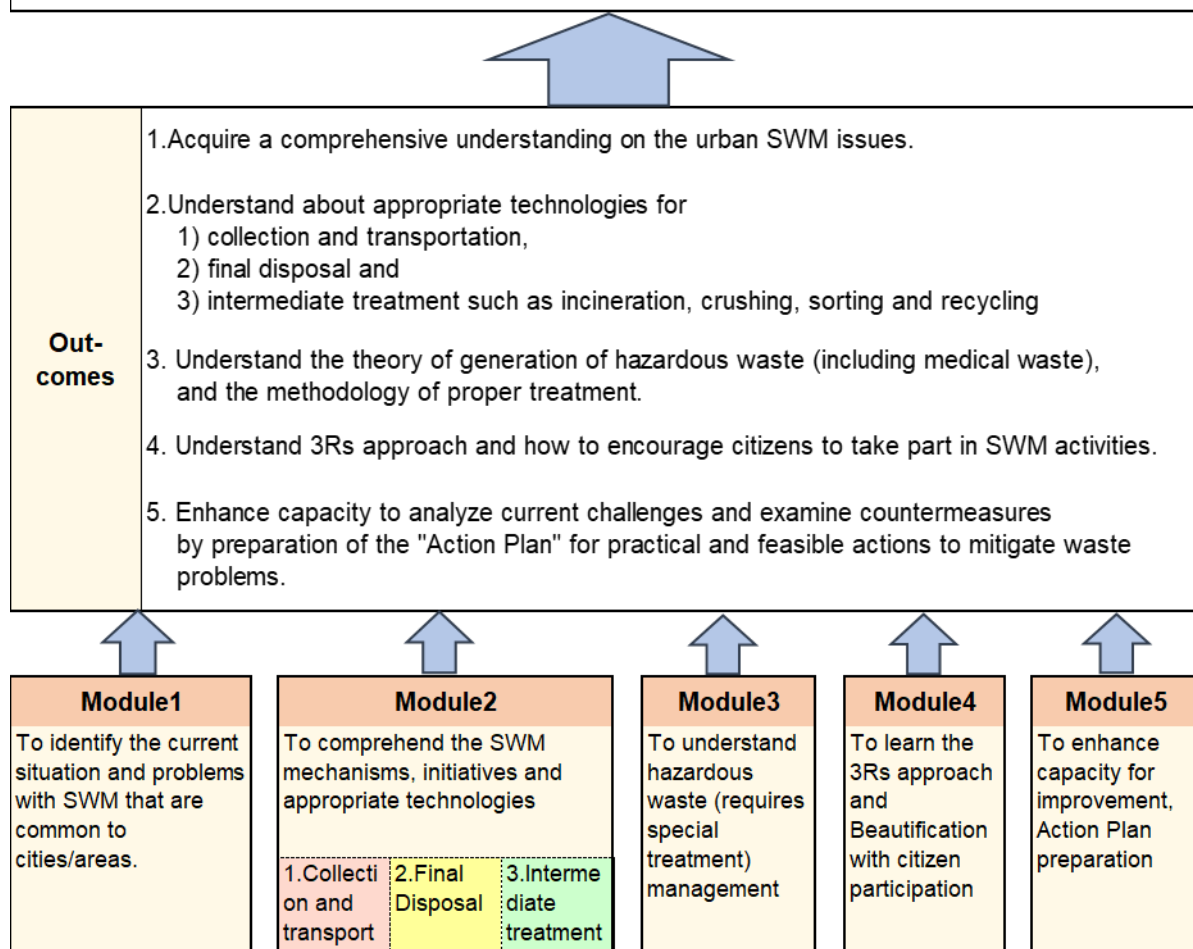 1.Acquire a comprehensive understanding on the urban SWM issues.
2.Understand about appropriate technologies for
1) collection and transportation,
2) final disposal and
3) intermediate treatment such as incineration, crushing, sorting and recycling
Out-
comes
3. Understand the theory of generation of hazardous waste (including medical waste),
and the methodology of proper treatment.
4. Understand 3Rs approach and how to encourage citizens to take part in SWM activities.
5. Enhance capacity to analyze current challenges and examine countermeasures
by preparation of the "Action Plan" for practical and feasible actions to mitigate waste
problems.
Module1
To identify the current
situation and problems
with SWM that are
common to
cities/areas.
Module2
To comprehend the SWM
mechanisms, initiatives and
appropriate technologies
1.Collecti
on and
transport
2.Final
Disposal
3.Interme
diate
treatment
Module3
To understand
hazardous
waste (requires
special
treatment)
management
Module4
To learn the
3Rs approach
and
Beautification
with citizen
participation
Module5
To enhance
capacity for
improvement,
Action Plan
preparation